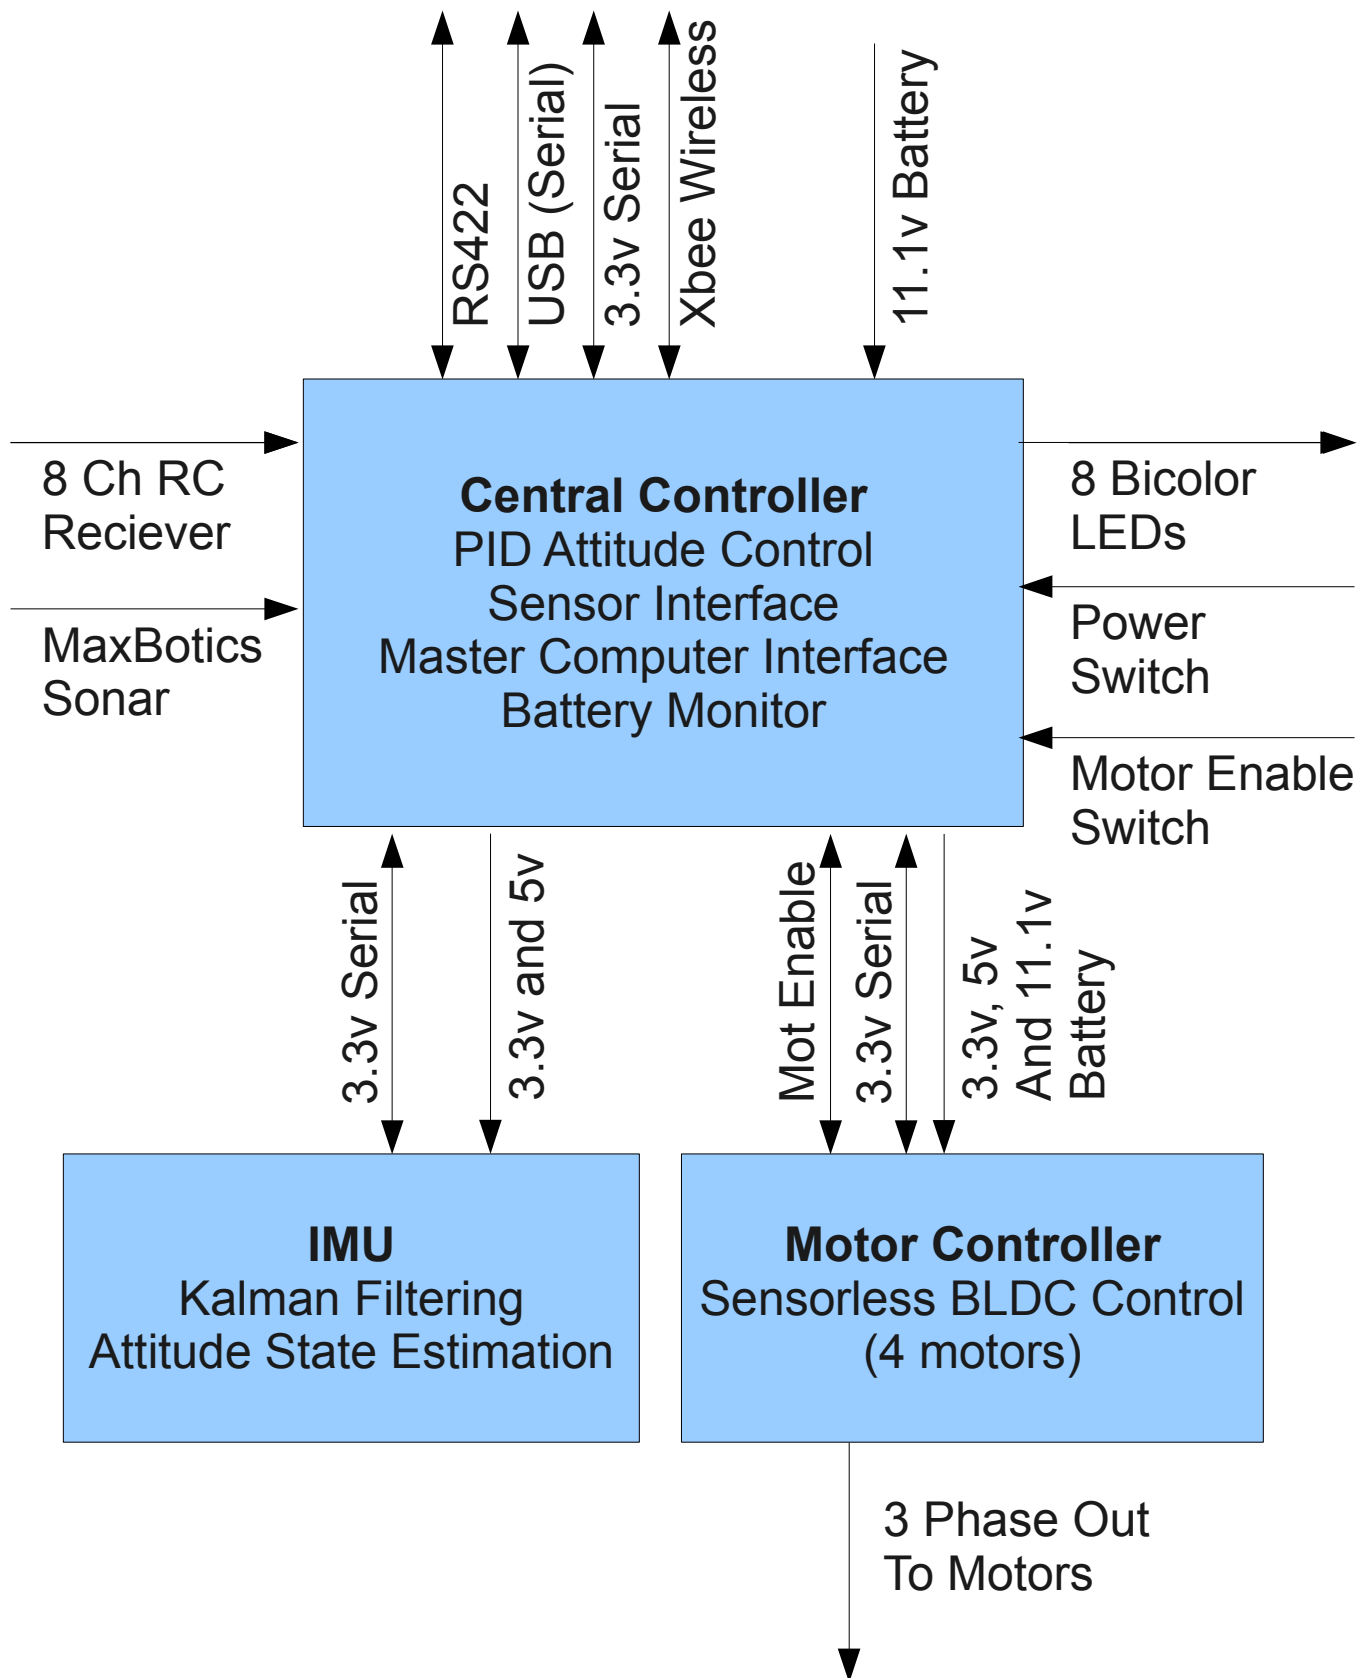 RS422
USB (Serial)
3.3v Serial
Xbee Wireless
11.1v Battery
8 Ch RC
Reciever
MaxBotics
Sonar
Central Controller
PID Attitude Control
Sensor Interface
Master Computer Interface
Battery Monitor
8 Bicolor
LEDs
Power
Switch
Motor Enable
Switch
3.3v Serial
3.3v and 5v
Mot Enable
3.3v Serial
3.3v, 5v
And 11.1v
Battery
IMU
Kalman Filtering
Attitude State Estimation
Motor Controller
Sensorless BLDC Control
(4 motors)
3 Phase Out
To Motors